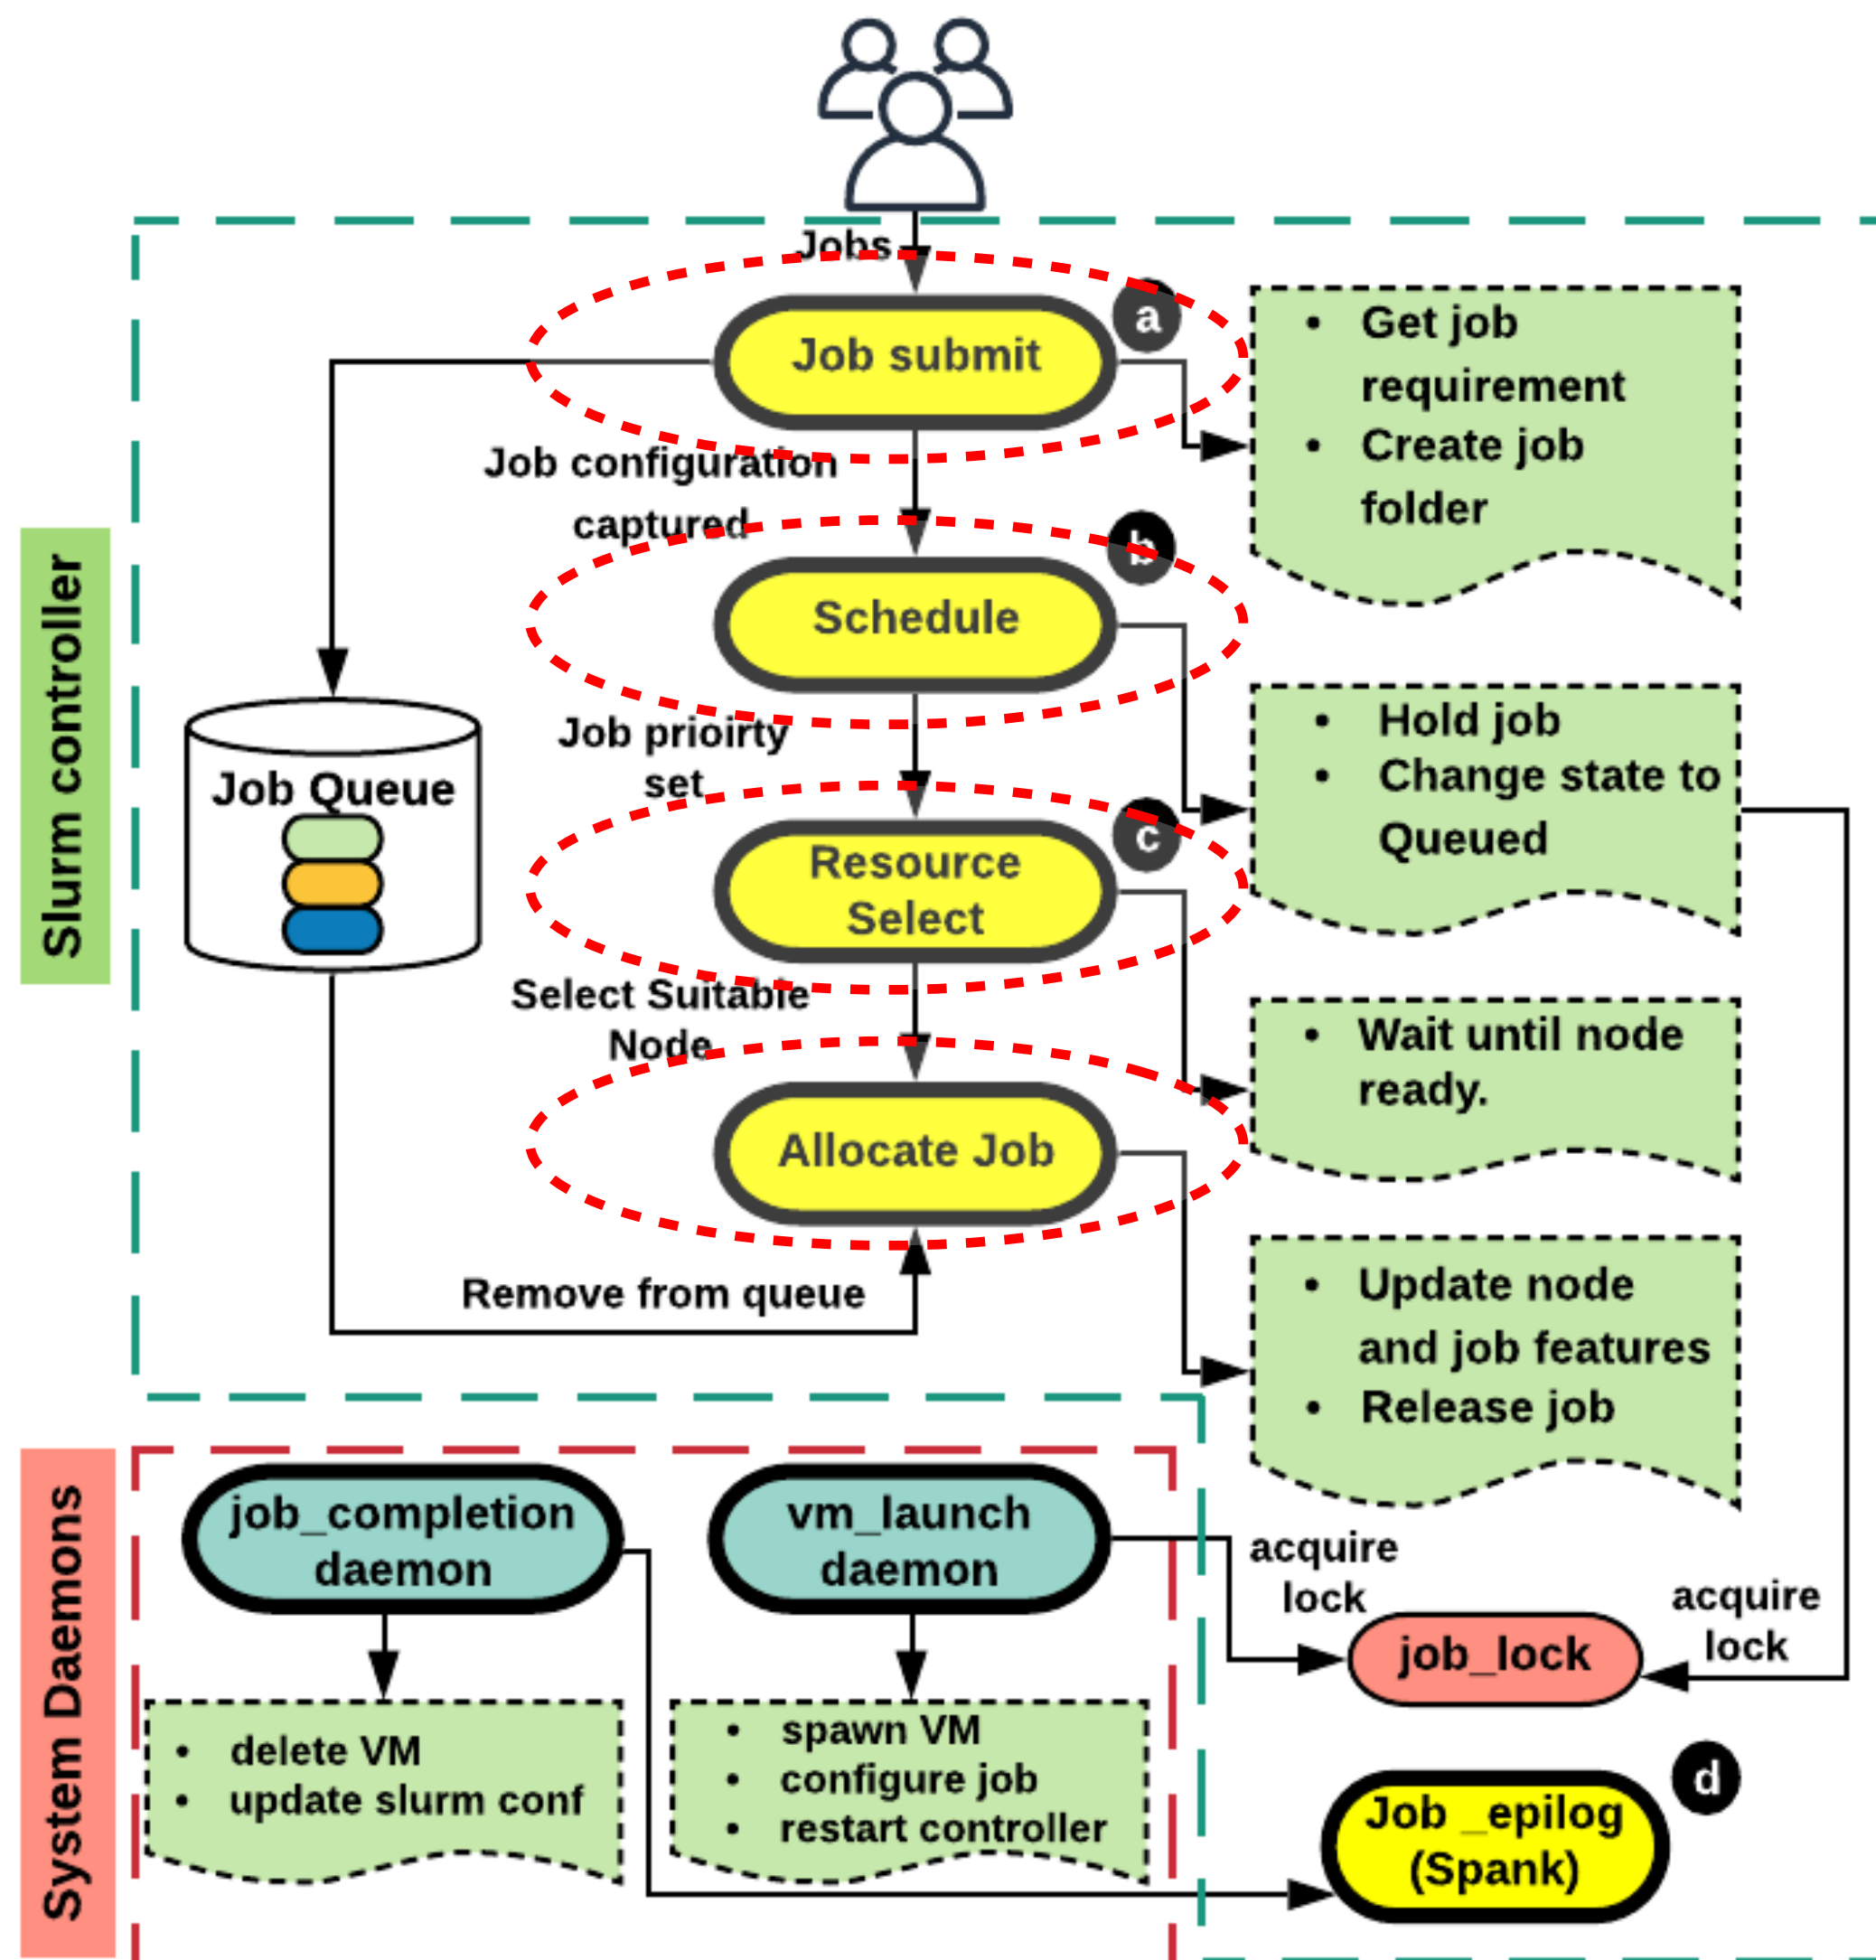 Jobs
Job submit
a
Get job
requirement
Create job
folder
Job configuration
captured
Schedule
b
Hold job
Change state to
Queued
Job prioirty
set
Job Queue
Resource
Select
c
Wait until node
ready.
Select Suitable
Node
Allocate Job
Update node
and job features
Release job
Remove from queue
Slurm controller
System Daemons
job_completion
daemon
delete VM
update slurm conf
vm_launch
daemon
spawn VM
configure job
restart controller
acquire
lock
acquire
lock
job_lock
d
Job _epilog
(Spank)